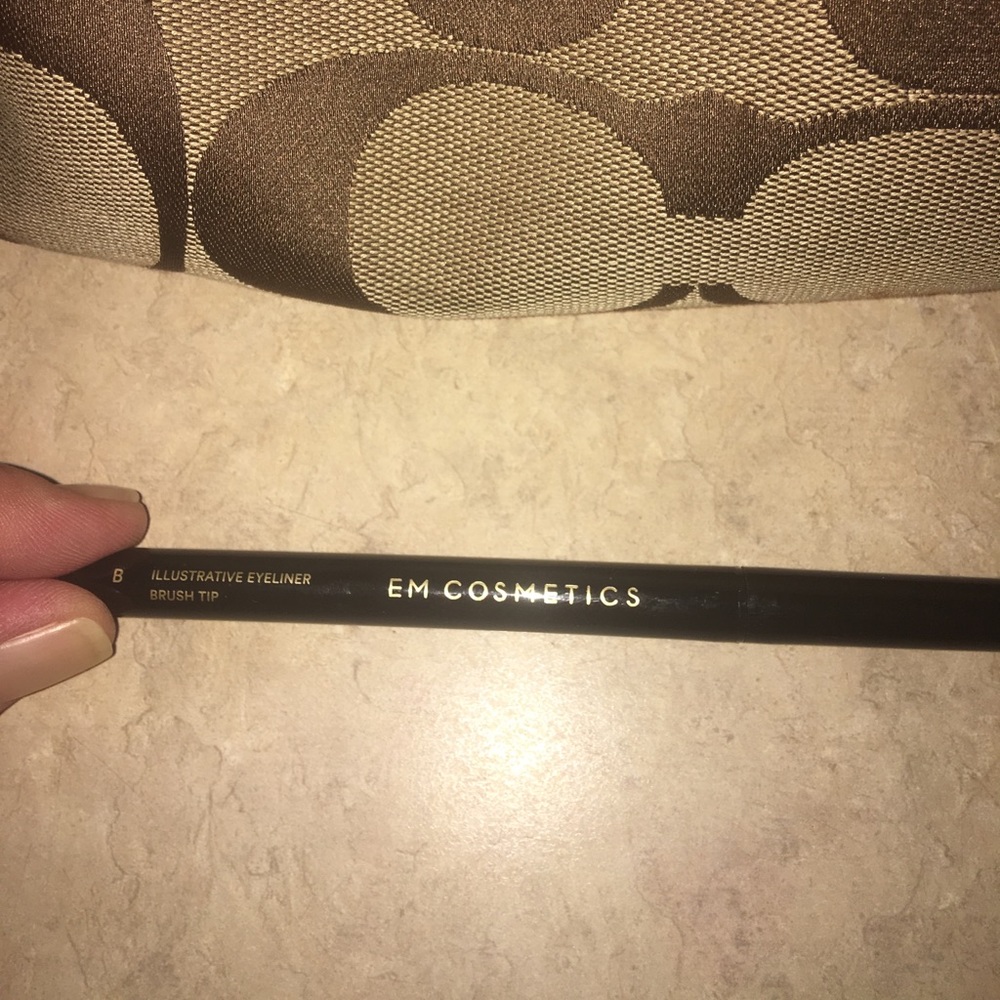 B
ILLUSTRATIVE EYELINER
BRUSH TIP
EM COSMETICS